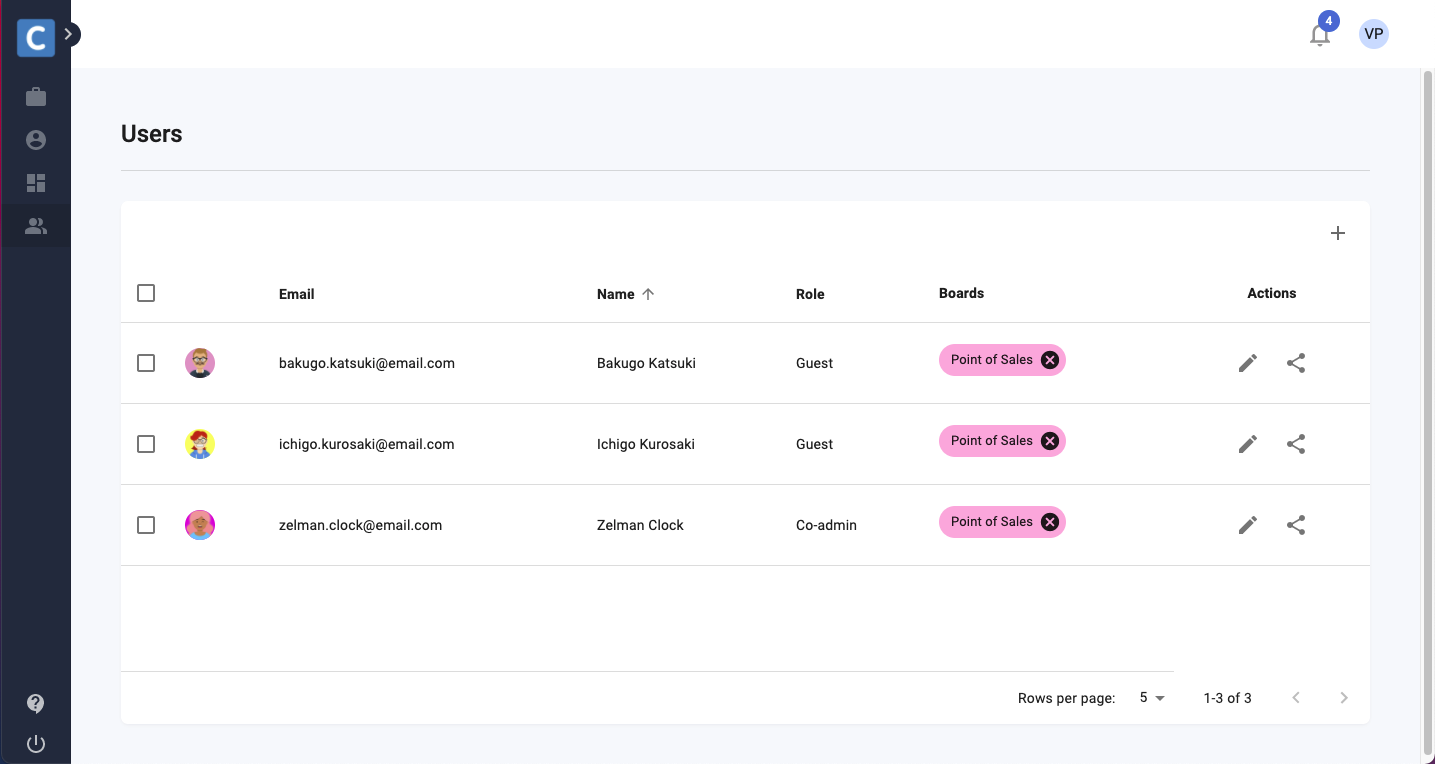 C
4
VP
Users
Email Name Role Boards Actions
bakugo.katsuki@email.com Bakugo Katsuki Guest Point of Sales
ichigo.kurosaki@email.com Ichigo Kurosaki Guest Point of Sales
zelman.clock@email.com Zelman Clock Co-admin Point of Sales
Rows per page: 5 1-3 of 3